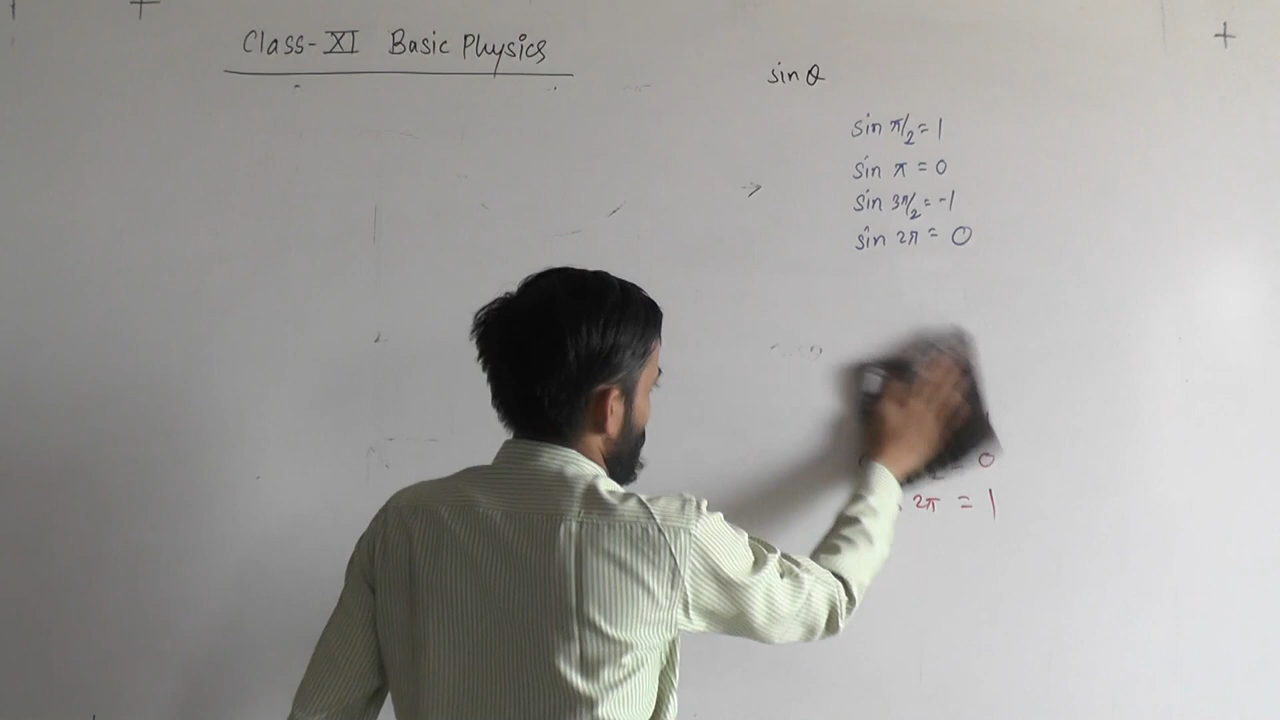 Class-XI Basic Physics
sin θ
sin π/2 = 1
sin π = 0
sin 3π/2 = -1
sin 2π = 0
= 0
2π = 1